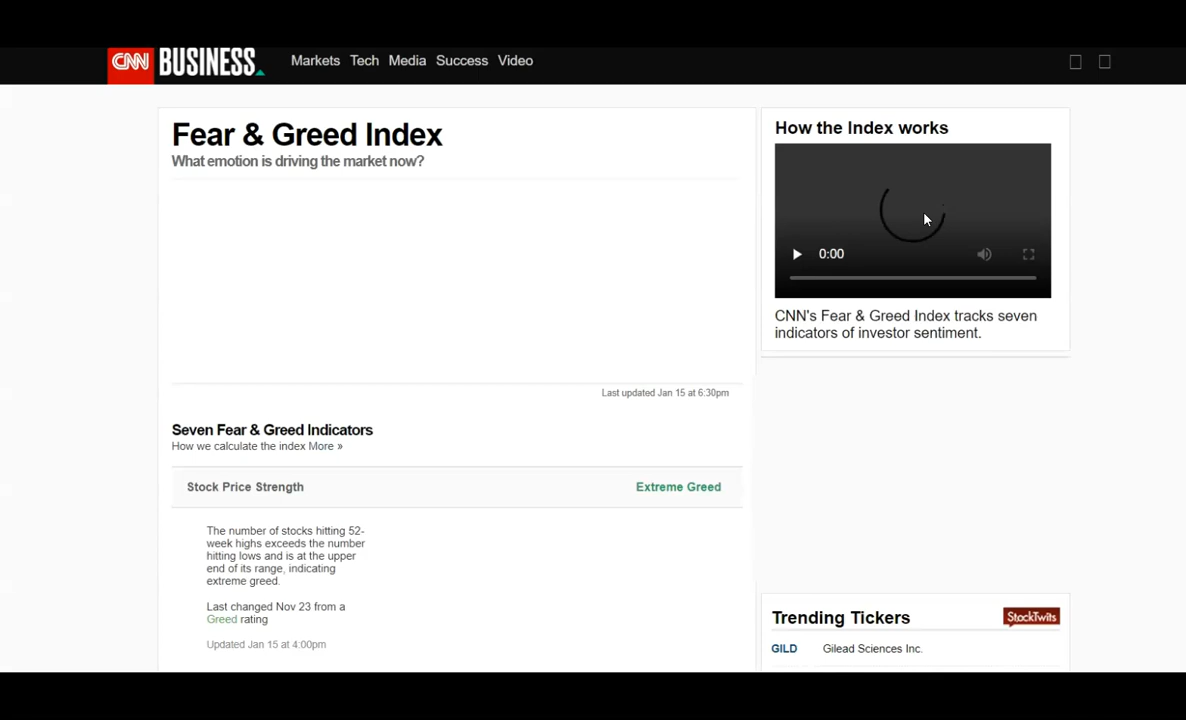 CNN BUSINESS
Markets Tech Media Success Video
Fear & Greed Index
What emotion is driving the market now?
Last updated Jan 15 at 6:30pm
Seven Fear & Greed Indicators
How we calculate the index More »
Stock Price Strength
Extreme Greed
The number of stocks hitting 52-
week highs exceeds the number
hitting lows and is at the upper
end of its range, indicating
extreme greed.
Last changed Nov 23 from a
Greed rating
Updated Jan 15 at 4:00pm
How the Index works
0:00
CNN's Fear & Greed Index tracks seven
indicators of investor sentiment.
Trending Tickers
StockTwits
GILD Gilead Sciences Inc.